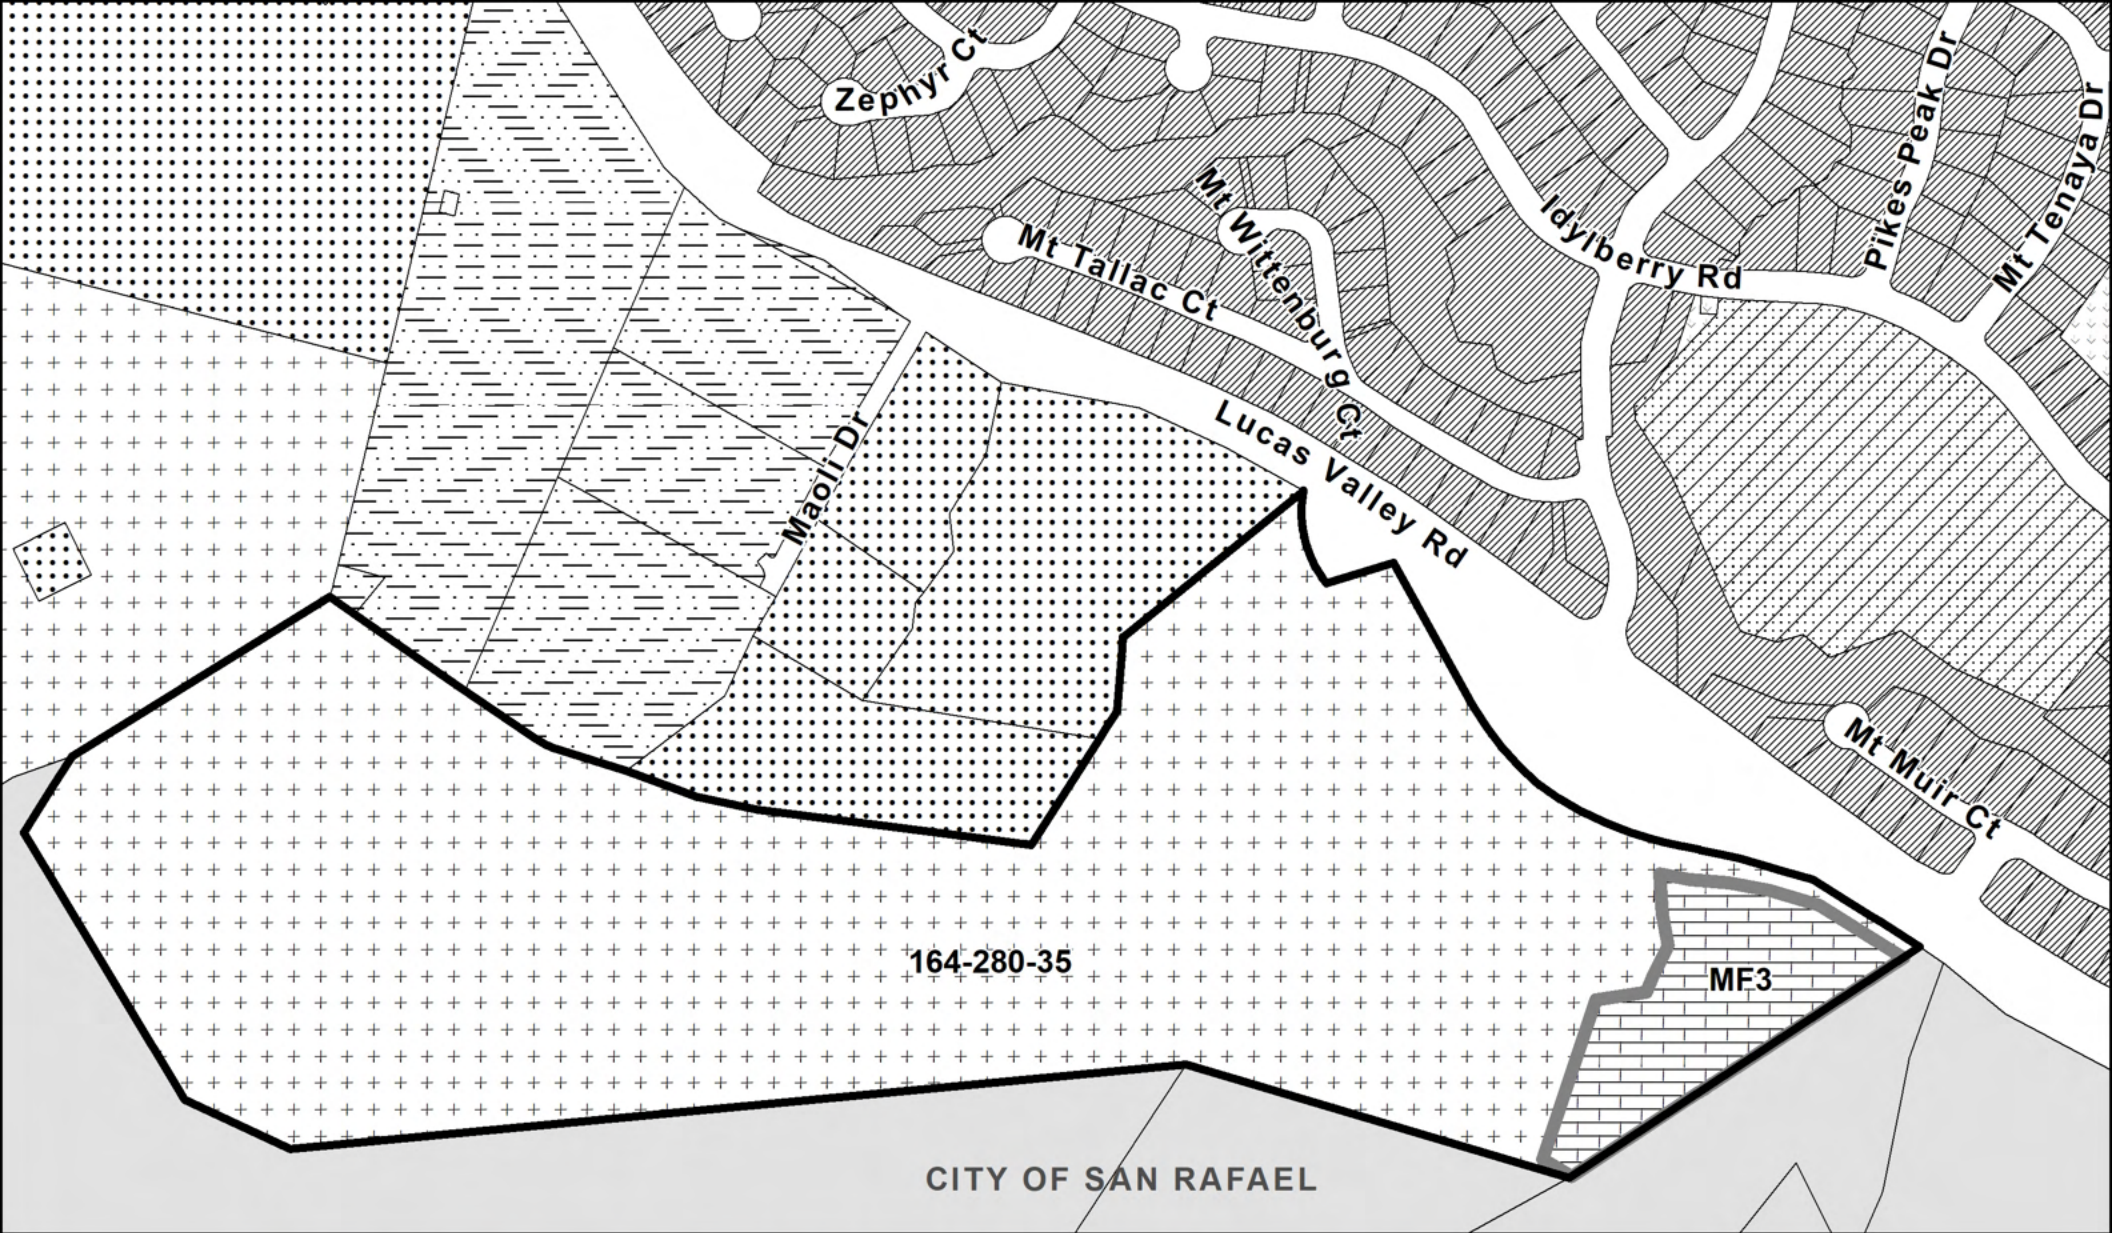 Zephyr Ct
Pikes Peak Dr
Mt Tenaya Dr
Mt Wittenburg Ct
Idylberry Rd
Mt Tallac Ct
Maoli Dr
Lucas Valley Rd
Mt Muir Ct
164-280-35
MF3
CITY OF SAN RAFAEL